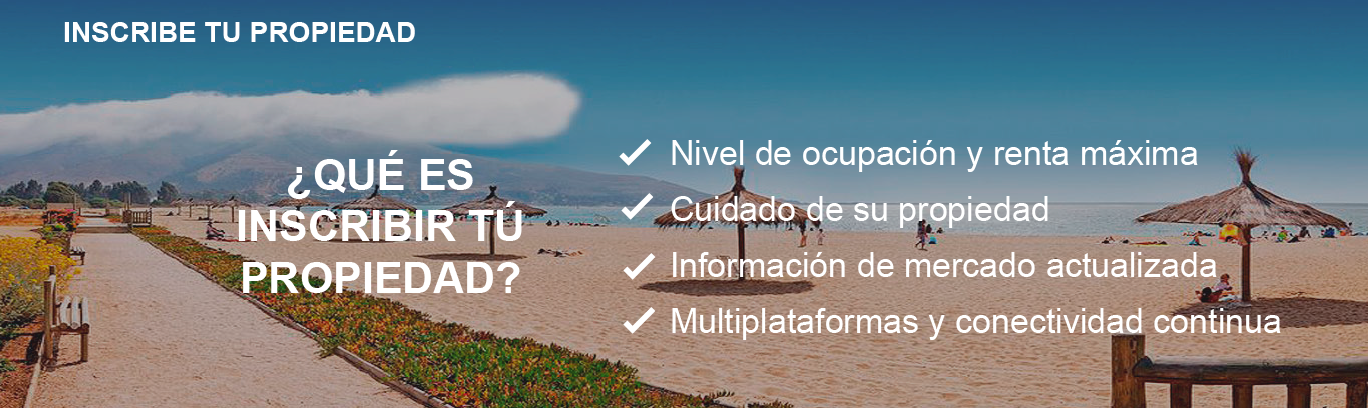 INSCRIBE TU PROPIEDAD
¿QUÉ ES
INSCRIBIR TÚ
PROPIEDAD?
Nivel de ocupación y renta máxima
Cuidado de su propiedad
Información de mercado actualizada
Multiplataformas y conectividad continua